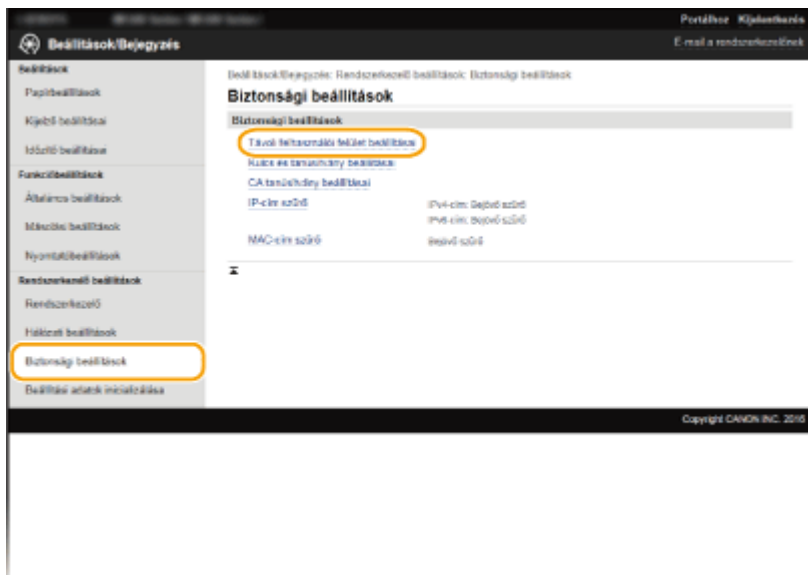 Portálhoz Kijelentkezés
Beállítások/Bejegyzés
E-mail a rendszerkezelőnek
Beállítások
Papírbeállítások
Kijelző beállításai
Időzítő beállításai
Funkcióbeállítások
Általános beállítások
Másolási beállítások
Nyomtatóbeállítások
Rendszerkezelő beállítások
Rendszerkezelő
Hálózati beállítások
Biztonsági beállítások
Beállítási adatok inicializálása
Beállítások/Bejegyzés: Rendszerkezelő beállítások: Biztonsági beállítások
Biztonsági beállítások
Biztonsági beállítások
Távoli felhasználói felület beállításai
Kulcs és tanúsítvány beállításai
CA tanúsítvány beállításai
IP-cím szűrő
IPv4-cím: Bejövő szűrő
IPv6-cím: Bejövő szűrő
MAC-cím szűrő
Bejövő szűrő
Copyright CANON INC. 2016